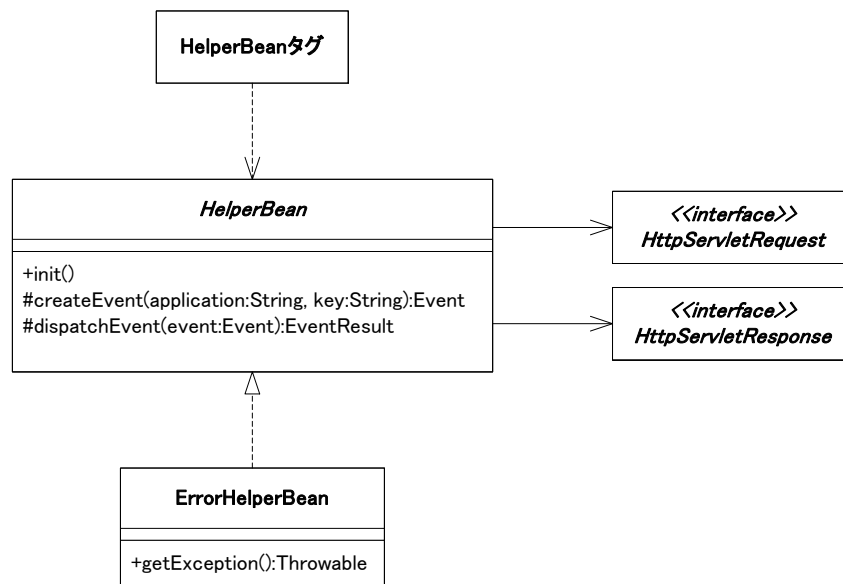 HelperBeanタグ
HelperBean
+init()
#createEvent(application:String, key:String):Event
#dispatchEvent(event:Event):EventResult
<<interface>>
HttpServletRequest
<<interface>>
HttpServletResponse
ErrorHelperBean
+getException():Throwable